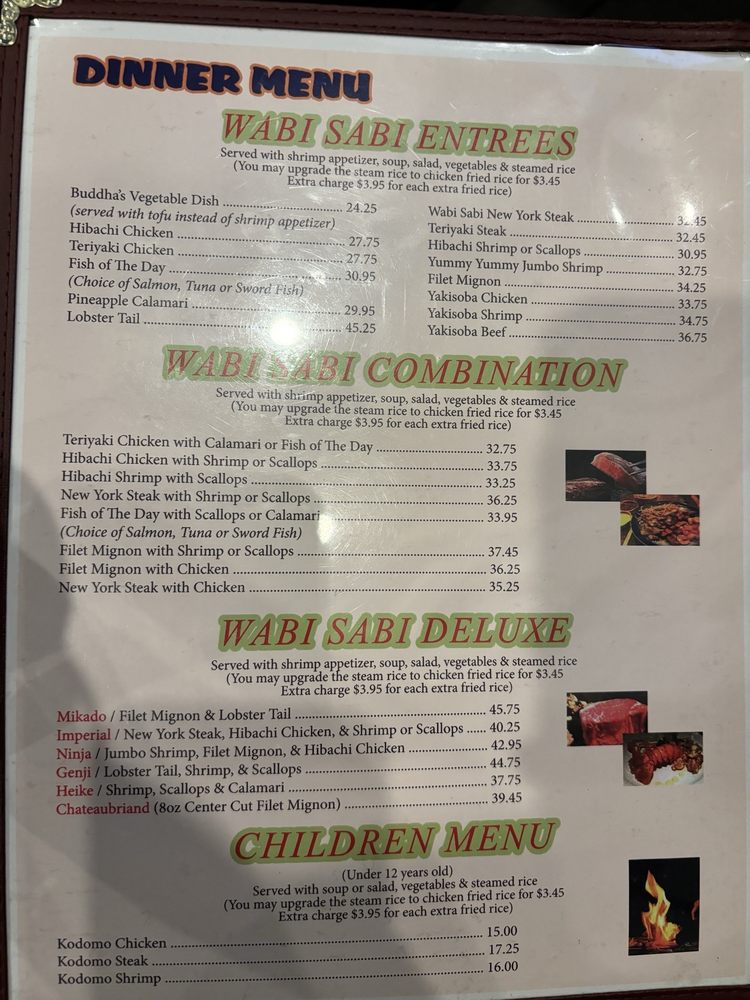 DINNER MENU
WABI SABI ENTREES
Served with shrimp appetizer, soup, salad, vegetables & steamed rice
(You may upgrade the steam rice to chicken fried rice for $3.45
Extra charge $3.95 for each extra fried rice)
Buddha's Vegetable Dish ........ 24.25
(served with tofu instead of shrimp appetizer)
Hibachi Chicken ........ 27.75
Teriyaki Chicken ........ 27.75
Fish of The Day ........ 30.95
(Choice of Salmon, Tuna or Sword Fish)
Pineapple Calamari ........ 29.95
Lobster Tail ........ 45.25
Wabi Sabi New York Steak ........ 32.45
Teriyaki Steak ........ 32.45
Hibachi Shrimp or Scallops ........ 30.95
Yummy Yummy Jumbo Shrimp ........ 32.75
Filet Mignon ........ 34.25
Yakisoba Chicken ........ 33.75
Yakisoba Shrimp ........ 34.75
Yakisoba Beef ........ 36.75
WABI SABI COMBINATION
Served with shrimp appetizer, soup, salad, vegetables & steamed rice
(You may upgrade the steam rice to chicken fried rice for $3.45
Extra charge $3.95 for each extra fried rice)
Teriyaki Chicken with Calamari or Fish of The Day ........ 32.75
Hibachi Chicken with Shrimp or Scallops ........ 33.75
Hibachi Shrimp with Scallops ........ 33.25
New York Steak with Shrimp or Scallops ........ 36.25
Fish of The Day with Scallops or Calamari ........ 33.95
(Choice of Salmon, Tuna or Sword Fish)
Filet Mignon with Shrimp or Scallops ........ 37.45
Filet Mignon with Chicken ........ 36.25
New York Steak with Chicken ........ 35.25
WABI SABI DELUXE
Served with shrimp appetizer, soup, salad, vegetables & steamed rice
(You may upgrade the steam rice to chicken fried rice for $3.45
Extra charge $3.95 for each extra fried rice)
Mikado / Filet Mignon & Lobster Tail ........ 45.75
Imperial / New York Steak, Hibachi Chicken, & Shrimp or Scallops ...... 40.25
Ninja / Jumbo Shrimp, Filet Mignon, & Hibachi Chicken ........ 42.95
Genji / Lobster Tail, Shrimp, & Scallops ........ 44.75
Heike / Shrimp, Scallops & Calamari ........ 37.75
Chateaubriand (8oz Center Cut Filet Mignon) ........ 39.45
CHILDREN MENU
(Under 12 years old)
Served with soup or salad, vegetables & steamed rice
(You may upgrade the steam rice to chicken fried rice for $3.45
Extra charge $3.95 for each extra fried rice)
Kodomo Chicken ........ 15.00
Kodomo Steak ........ 17.25
Kodomo Shrimp ........ 16.00